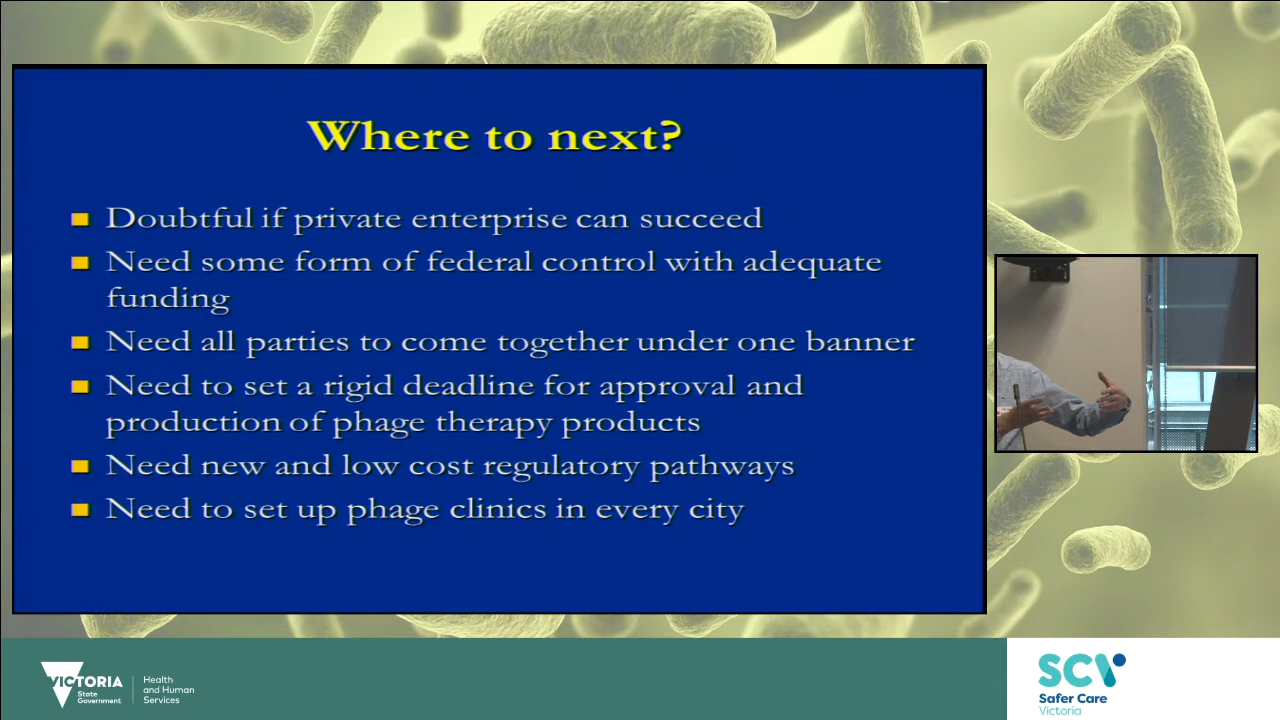 Where to next?
Doubtful if private enterprise can succeed
Need some form of federal control with adequate
funding
Need all parties to come together under one banner
Need to set a rigid deadline for approval and
production of phage therapy products
Need new and low cost regulatory pathways
Need to set up phage clinics in every city
VICTORIA
State
Government
Health
and Human
Services
SCV
Safer Care
Victoria